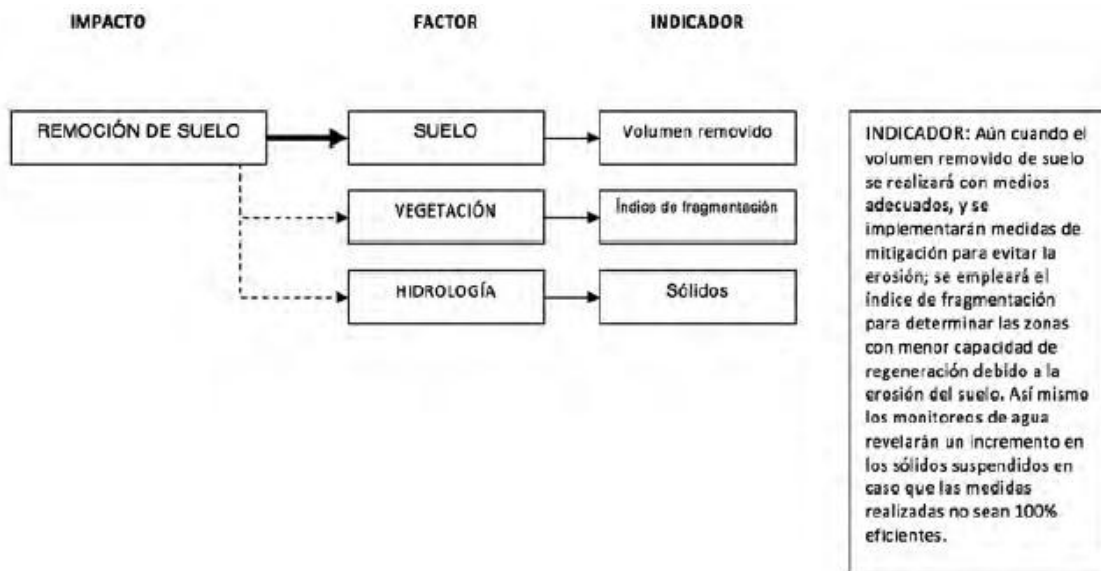 IMPACTO
FACTOR
INDICADOR
REMOCIÓN DE SUELO
SUELO
Volumen removido
VEGETACIÓN
Índice de fragmentación
HIDROLOGÍA
Sólidos
INDICADOR: Aún cuando el
volumen removido de suelo
se realizará con medios
adecuados, y se
implementarán medidas de
mitigación para evitar la
erosión; se empleará el
índice de fragmentación
para determinar las zonas
con menor capacidad de
regeneración debido a la
erosión del suelo. Así mismo
los monitoreos de agua
revelarán un incremento en
los sólidos suspendidos en
caso que las medidas
realizadas no sean 100%
eficientes.